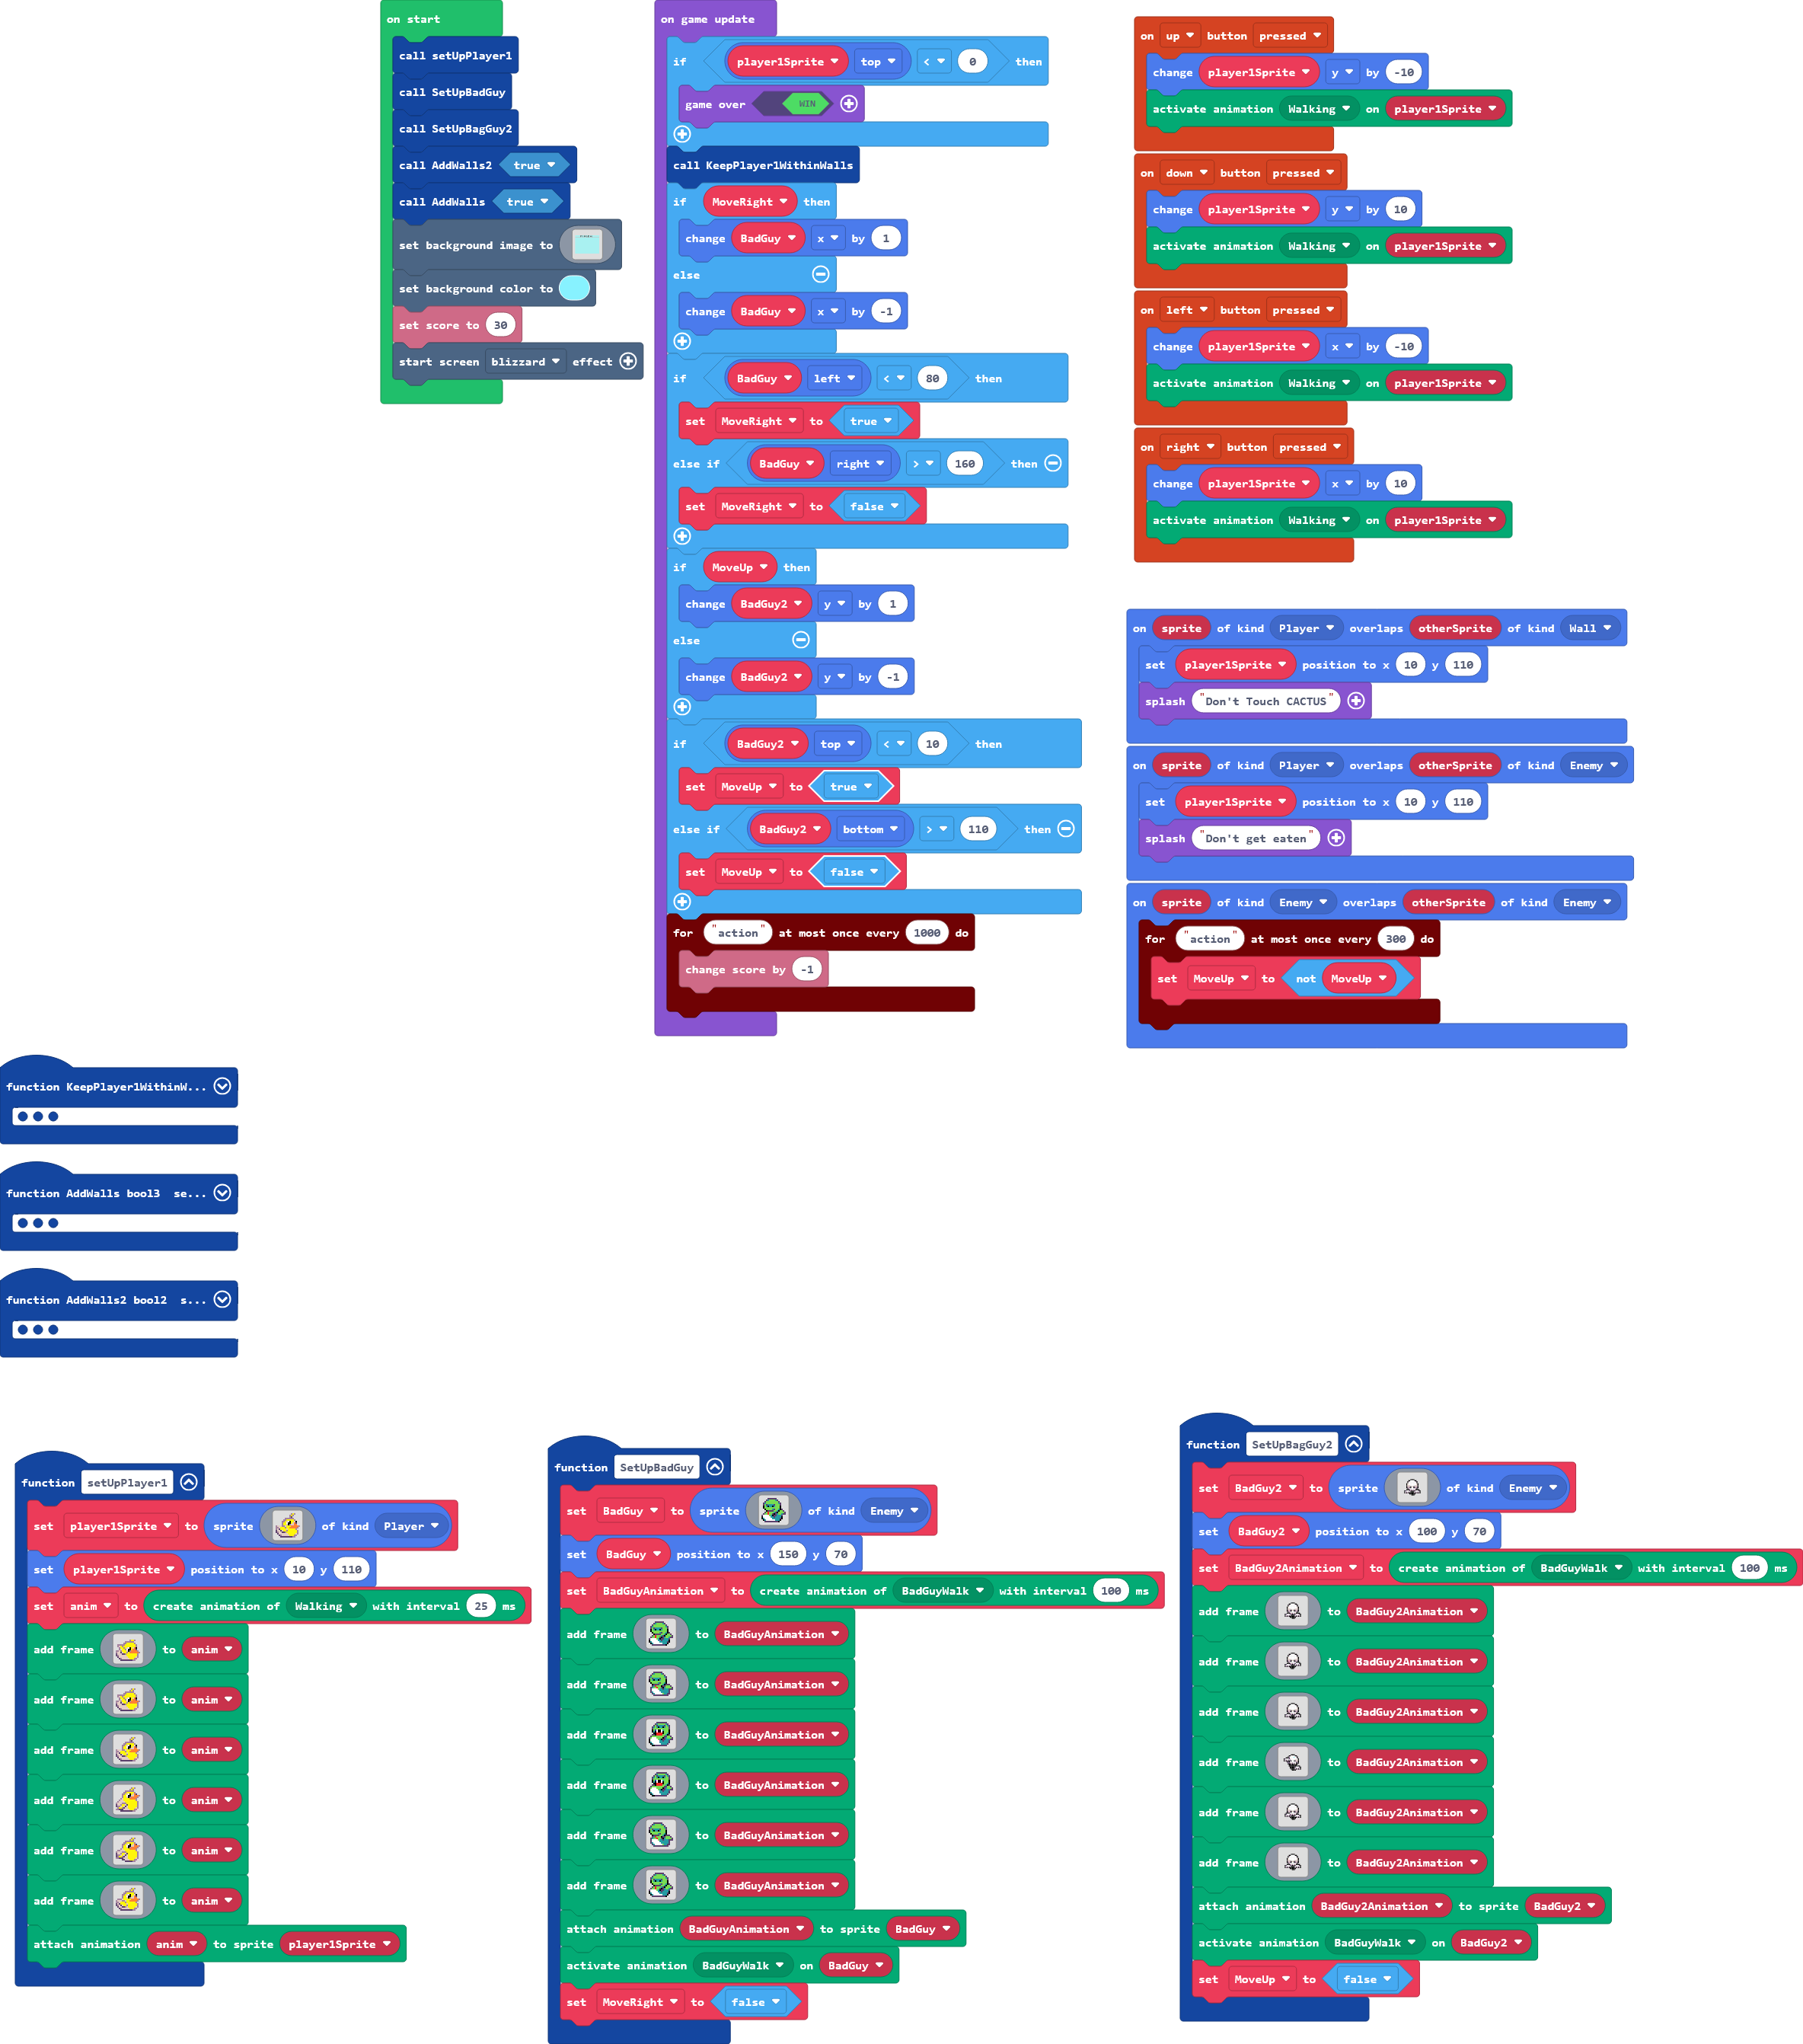 on start
call setUpPlayer1
call SetUpBadGuy
call SetUpBagGuy2
call AddWalls2 true
call AddWalls true
set background image to
set background color to
set score to 30
start screen blizzard effect
on game update
if player1Sprite top < 0 then
game over WIN
call KeepPlayer1WithinWalls
if MoveRight then
change BadGuy x by 1
else
change BadGuy x by -1
if BadGuy left < 80 then
set MoveRight to true
else if BadGuy right > 160 then
set MoveRight to false
if MoveUp then
change BadGuy2 y by 1
else
change BadGuy2 y by -1
if BadGuy2 top < 10 then
set MoveUp to true
else if BadGuy2 bottom > 110 then
set MoveUp to false
for "action" at most once every 1000 do
change score by -1
on up button pressed
change player1Sprite y by -10
activate animation Walking on player1Sprite
on down button pressed
change player1Sprite y by 10
activate animation Walking on player1Sprite
on left button pressed
change player1Sprite x by -10
activate animation Walking on player1Sprite
on right button pressed
change player1Sprite x by 10
activate animation Walking on player1Sprite
on sprite of kind Player overlaps otherSprite of kind Wall
set player1Sprite position to x 10 y 110
splash "Don't Touch CACTUS"
on sprite of kind Player overlaps otherSprite of kind Enemy
set player1Sprite position to x 10 y 110
splash "Don't get eaten"
on sprite of kind Enemy overlaps otherSprite of kind Enemy
for "action" at most once every 300 do
set MoveUp to not MoveUp
function KeepPlayer1WithinW...
function AddWalls bool3 se...
function AddWalls2 bool2 s...
function setUpPlayer1
set player1Sprite to sprite of kind Player
set player1Sprite position to x 10 y 110
set anim to create animation of Walking with interval 25 ms
add frame to anim
add frame to anim
add frame to anim
add frame to anim
add frame to anim
add frame to anim
attach animation anim to sprite player1Sprite
function SetUpBadGuy
set BadGuy to sprite of kind Enemy
set BadGuy position to x 150 y 70
set BadGuyAnimation to create animation of BadGuyWalk with interval 100 ms
add frame to BadGuyAnimation
add frame to BadGuyAnimation
add frame to BadGuyAnimation
add frame to BadGuyAnimation
add frame to BadGuyAnimation
add frame to BadGuyAnimation
attach animation BadGuyAnimation to sprite BadGuy
activate animation BadGuyWalk on BadGuy
set MoveRight to false
function SetUpBagGuy2
set BadGuy2 to sprite of kind Enemy
set BadGuy2 position to x 100 y 70
set BadGuy2Animation to create animation of BadGuyWalk with interval 100 ms
add frame to BadGuy2Animation
add frame to BadGuy2Animation
add frame to BadGuy2Animation
add frame to BadGuy2Animation
add frame to BadGuy2Animation
add frame to BadGuy2Animation
attach animation BadGuy2Animation to sprite BadGuy2
activate animation BadGuyWalk on BadGuy2
set MoveUp to false